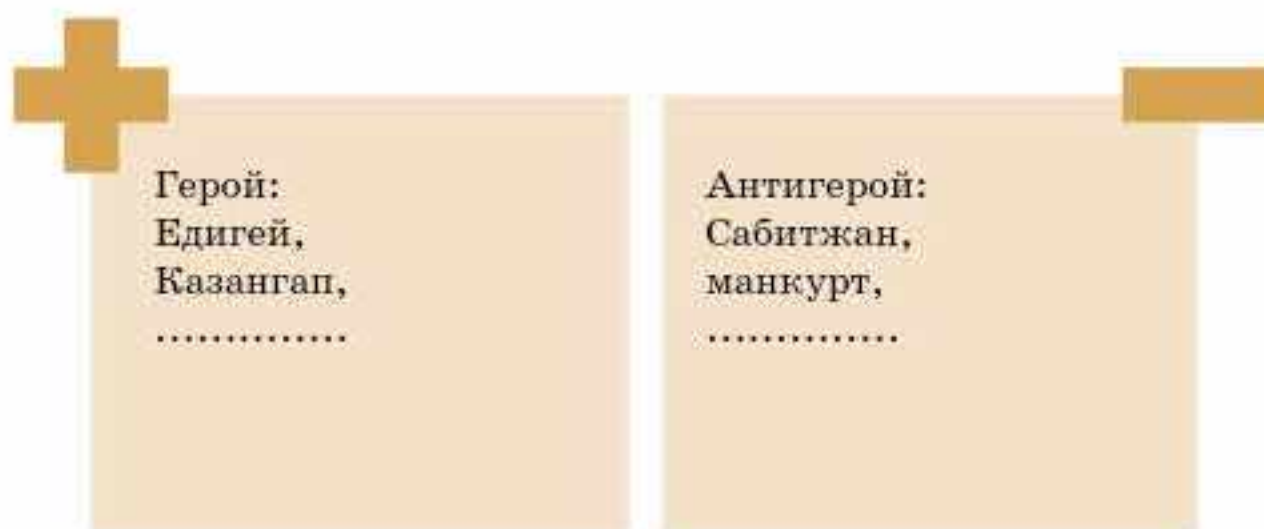 Герой:
Едигей,
Казангап,
..............
Антигерой:
Сабитжан,
манкурт,
..............